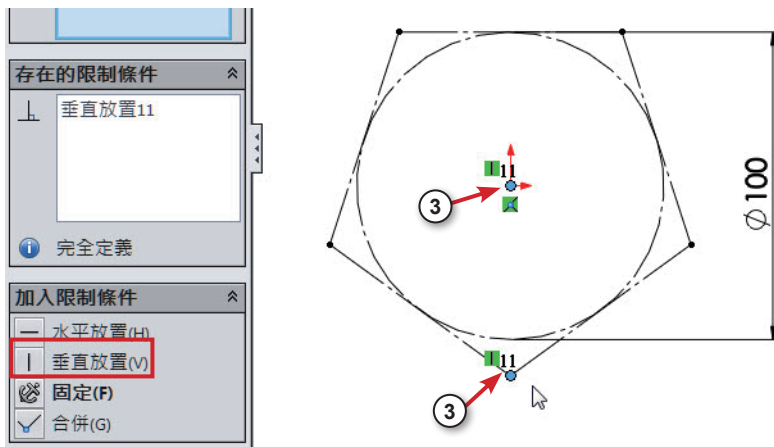 存在的限制條件
垂直放置11
完全定義
加入限制條件
水平放置(H)
垂直放置(V)
固定(F)
合併(G)
11
3
11
3
Ø100